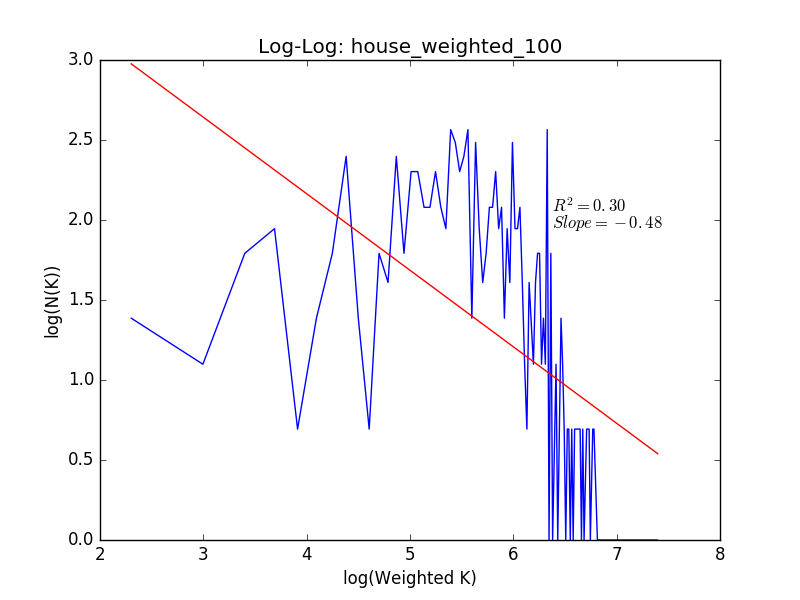 Log-Log: house_weighted_100
3.0
2.5
2.0
1.5
1.0
0.5
0.0
log(N(K))
R² = 0.30
Slope = −0.48
2 3 4 5 6 7 8
log(Weighted K)